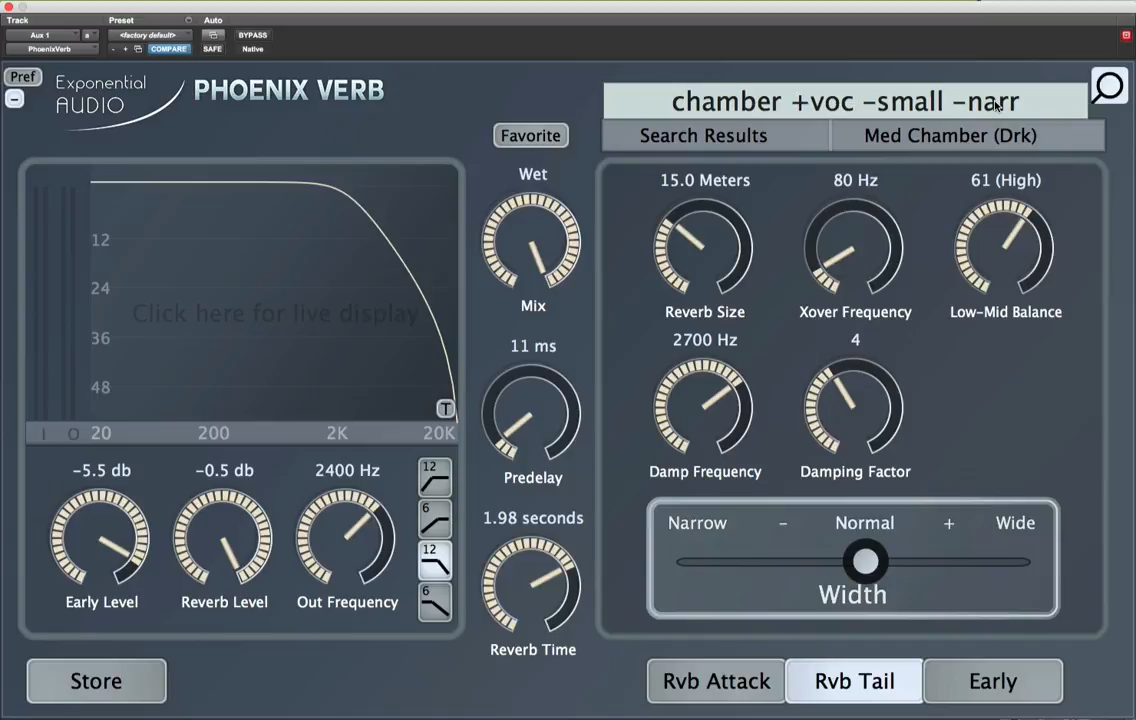 Track
Preset
Auto
Aux 1
a
<factory default>
BYPASS
PhoenixVerb
- +
COMPARE
SAFE
Native
Pref
Exponential
AUDIO
PHOENIX VERB
chamber +voc -small -narr
Favorite
Search Results
Med Chamber (Drk)
Wet
Mix
11 ms
Predelay
1.98 seconds
Reverb Time
12
24
36
48
Click here for live display
T
I O 20 200 2K 20K
-5.5 db
-0.5 db
2400 Hz
Early Level
Reverb Level
Out Frequency
12
6
12
6
15.0 Meters
80 Hz
61 (High)
Reverb Size
Xover Frequency
Low-Mid Balance
2700 Hz
4
Damp Frequency
Damping Factor
Narrow - Normal + Wide
Width
Store
Rvb Attack
Rvb Tail
Early